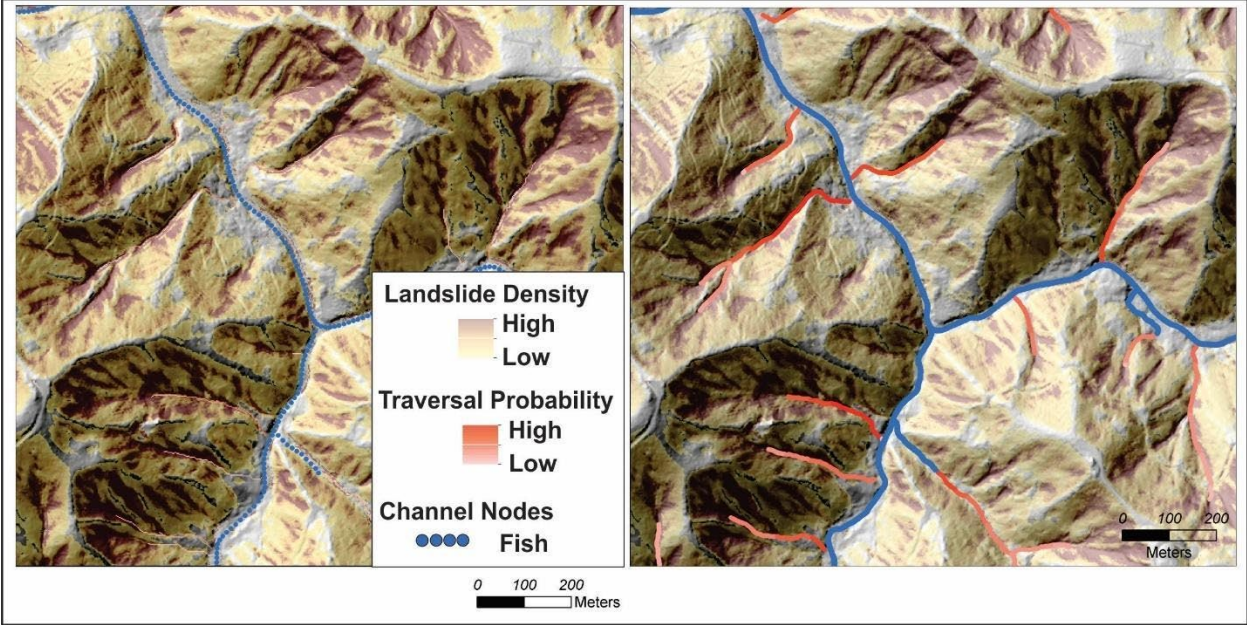 Landslide Density
High
Low
Traversal Probability
High
Low
Channel Nodes
Fish
0 100 200
Meters
0 100 200
Meters